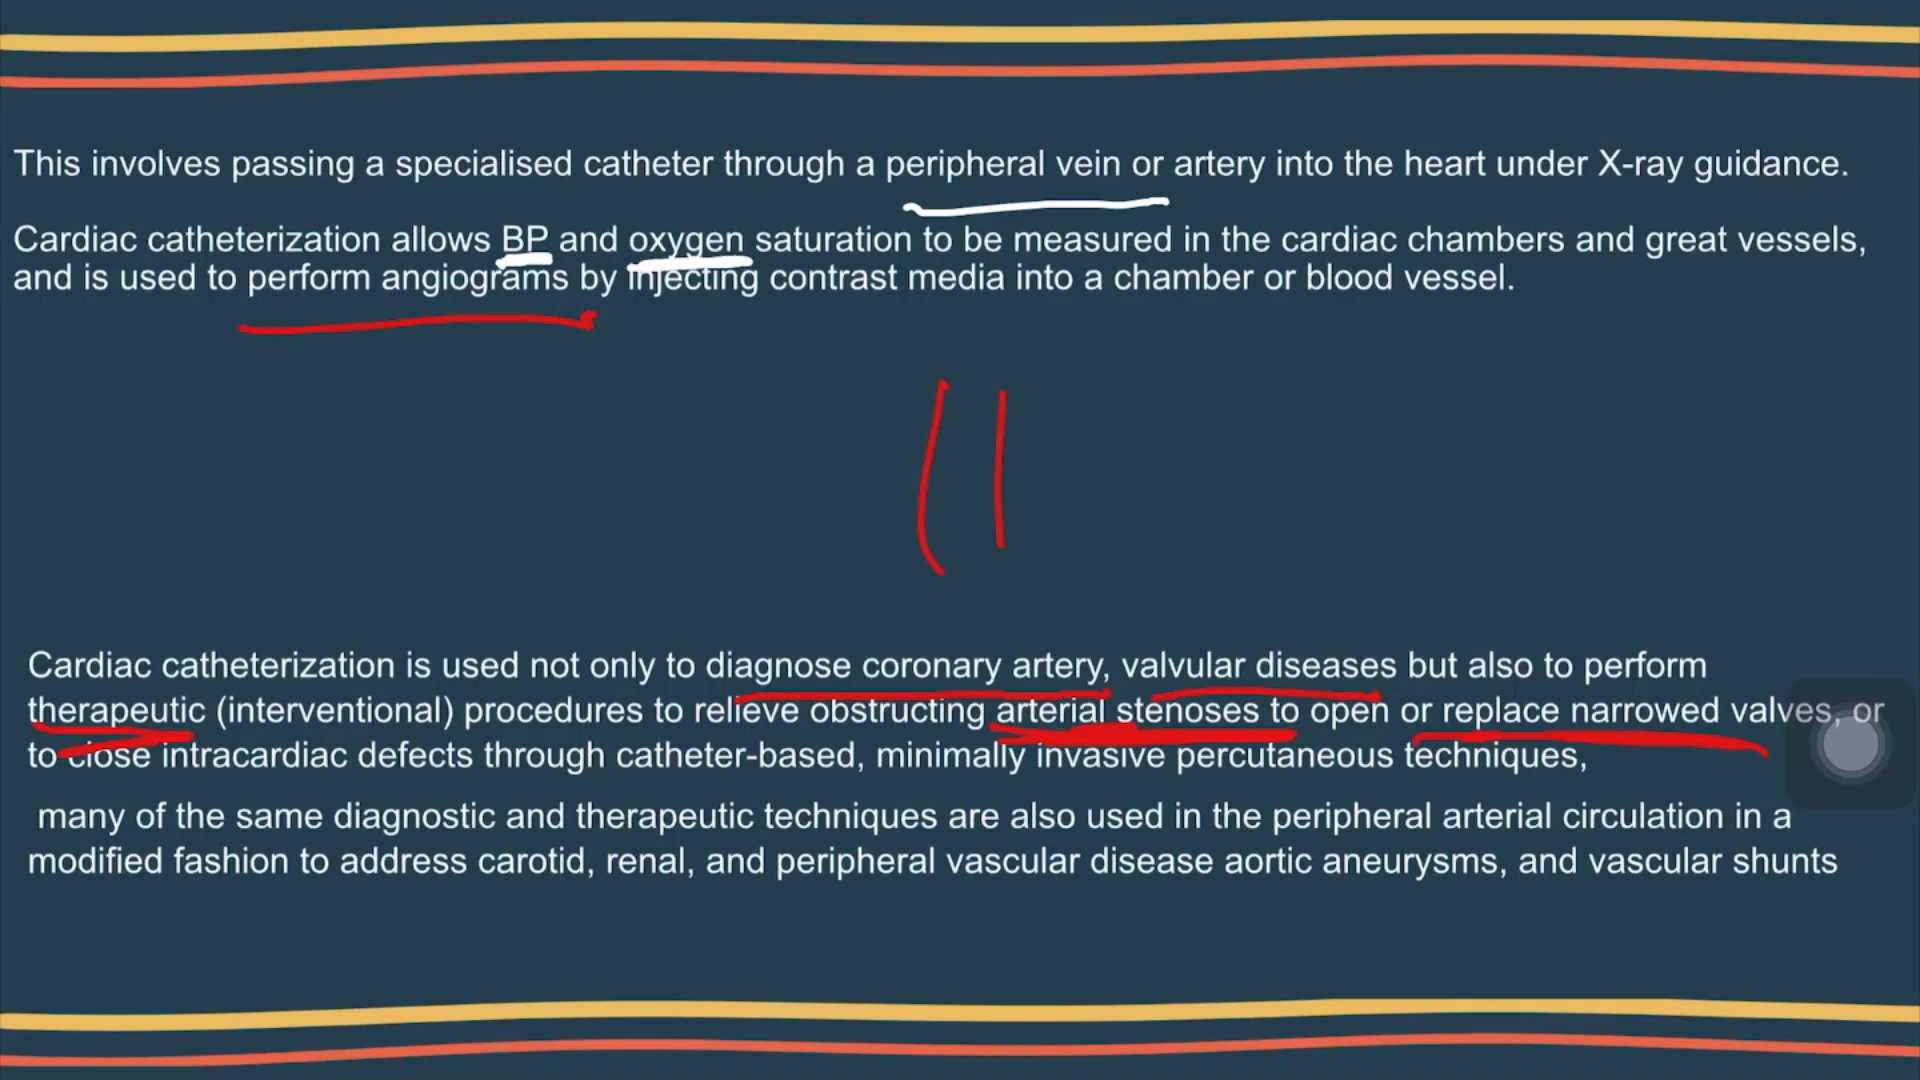 This involves passing a specialised catheter through a peripheral vein or artery into the heart under X-ray guidance.
Cardiac catheterization allows BP and oxygen saturation to be measured in the cardiac chambers and great vessels,
and is used to perform angiograms by injecting contrast media into a chamber or blood vessel.
Cardiac catheterization is used not only to diagnose coronary artery, valvular diseases but also to perform
therapeutic (interventional) procedures to relieve obstructing arterial stenoses to open or replace narrowed valves, or
to close intracardiac defects through catheter-based, minimally invasive percutaneous techniques,
many of the same diagnostic and therapeutic techniques are also used in the peripheral arterial circulation in a
modified fashion to address carotid, renal, and peripheral vascular disease aortic aneurysms, and vascular shunts